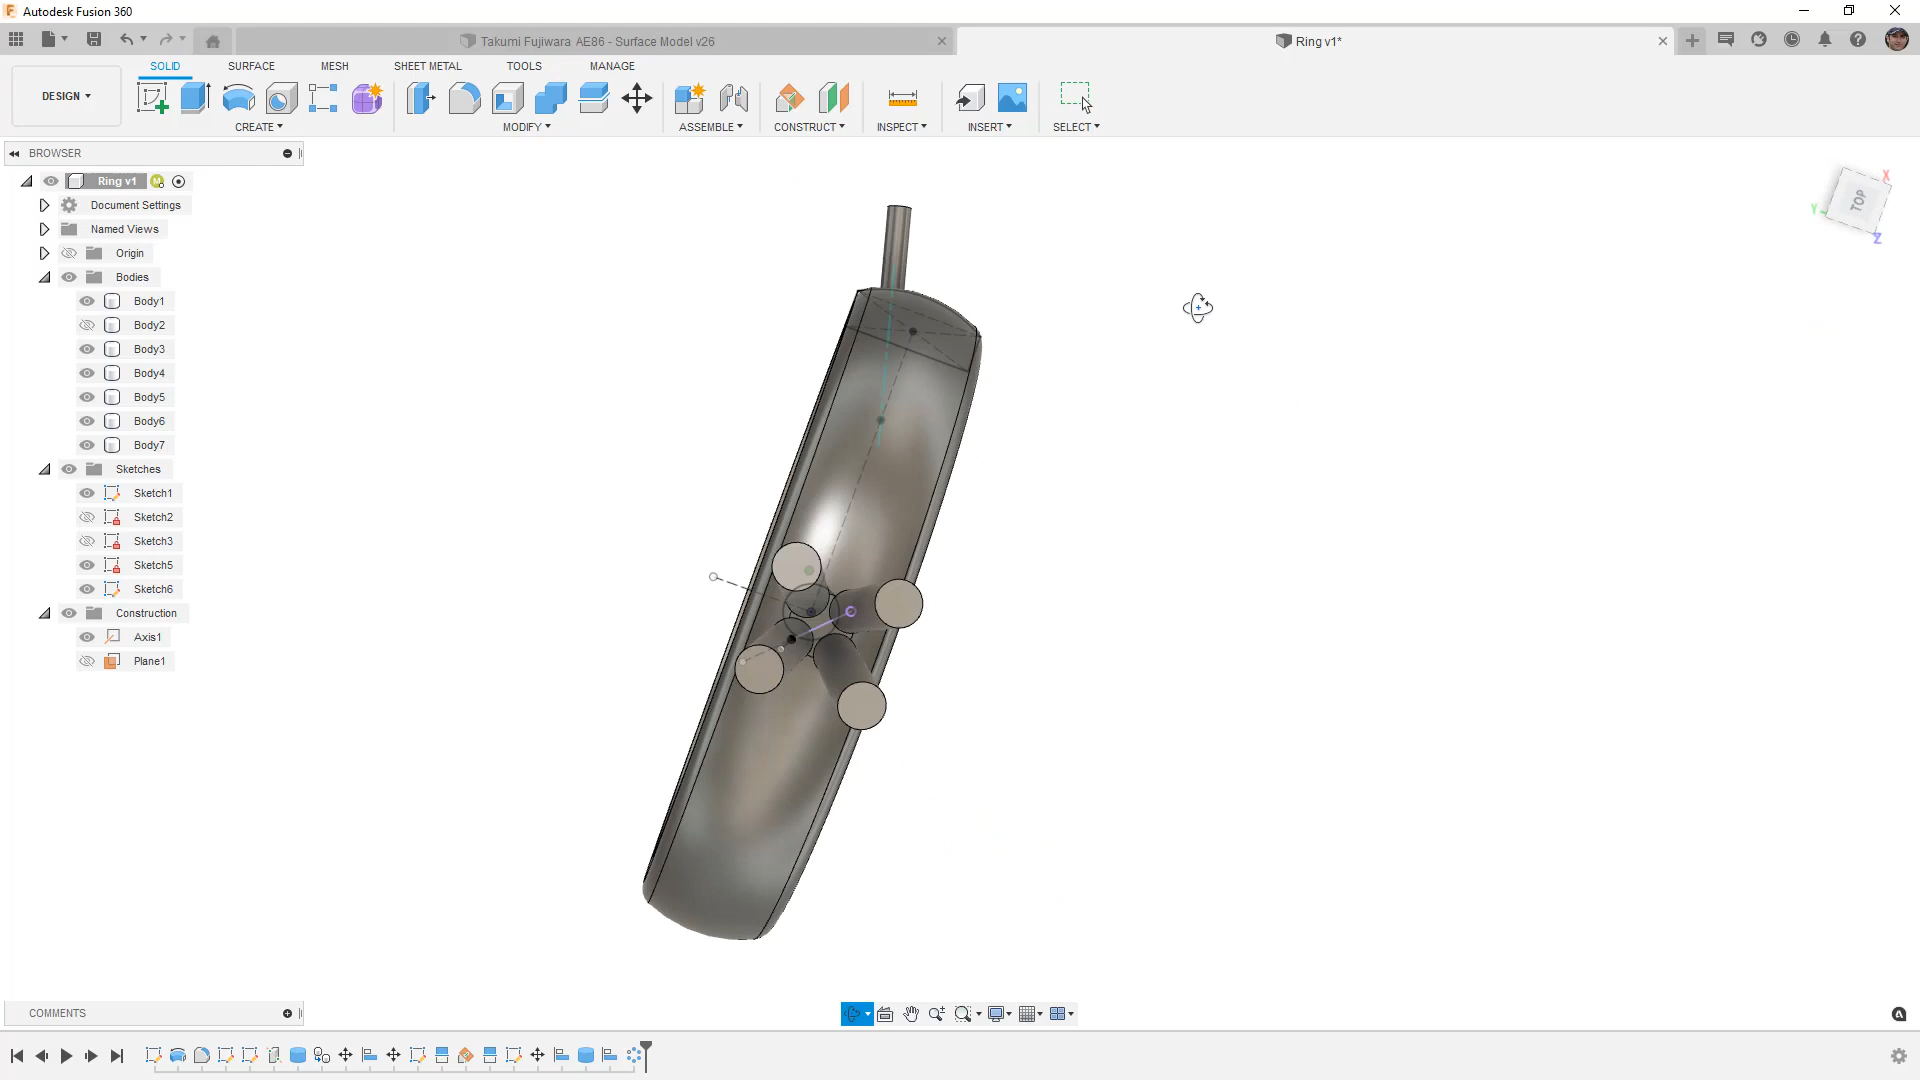 Autodesk Fusion 360
Takumi Fujiwara AE86 - Surface Model v26
Ring v1*
DESIGN
SOLID
SURFACE
MESH
SHEET METAL
TOOLS
MANAGE
CREATE
MODIFY
ASSEMBLE
CONSTRUCT
INSPECT
INSERT
SELECT
BROWSER
Ring v1
Document Settings
Named Views
Origin
Bodies
Body1
Body2
Body3
Body4
Body5
Body6
Body7
Sketches
Sketch1
Sketch2
Sketch3
Sketch5
Sketch6
Construction
Axis1
Plane1
X
TOP
Y
Z
COMMENTS